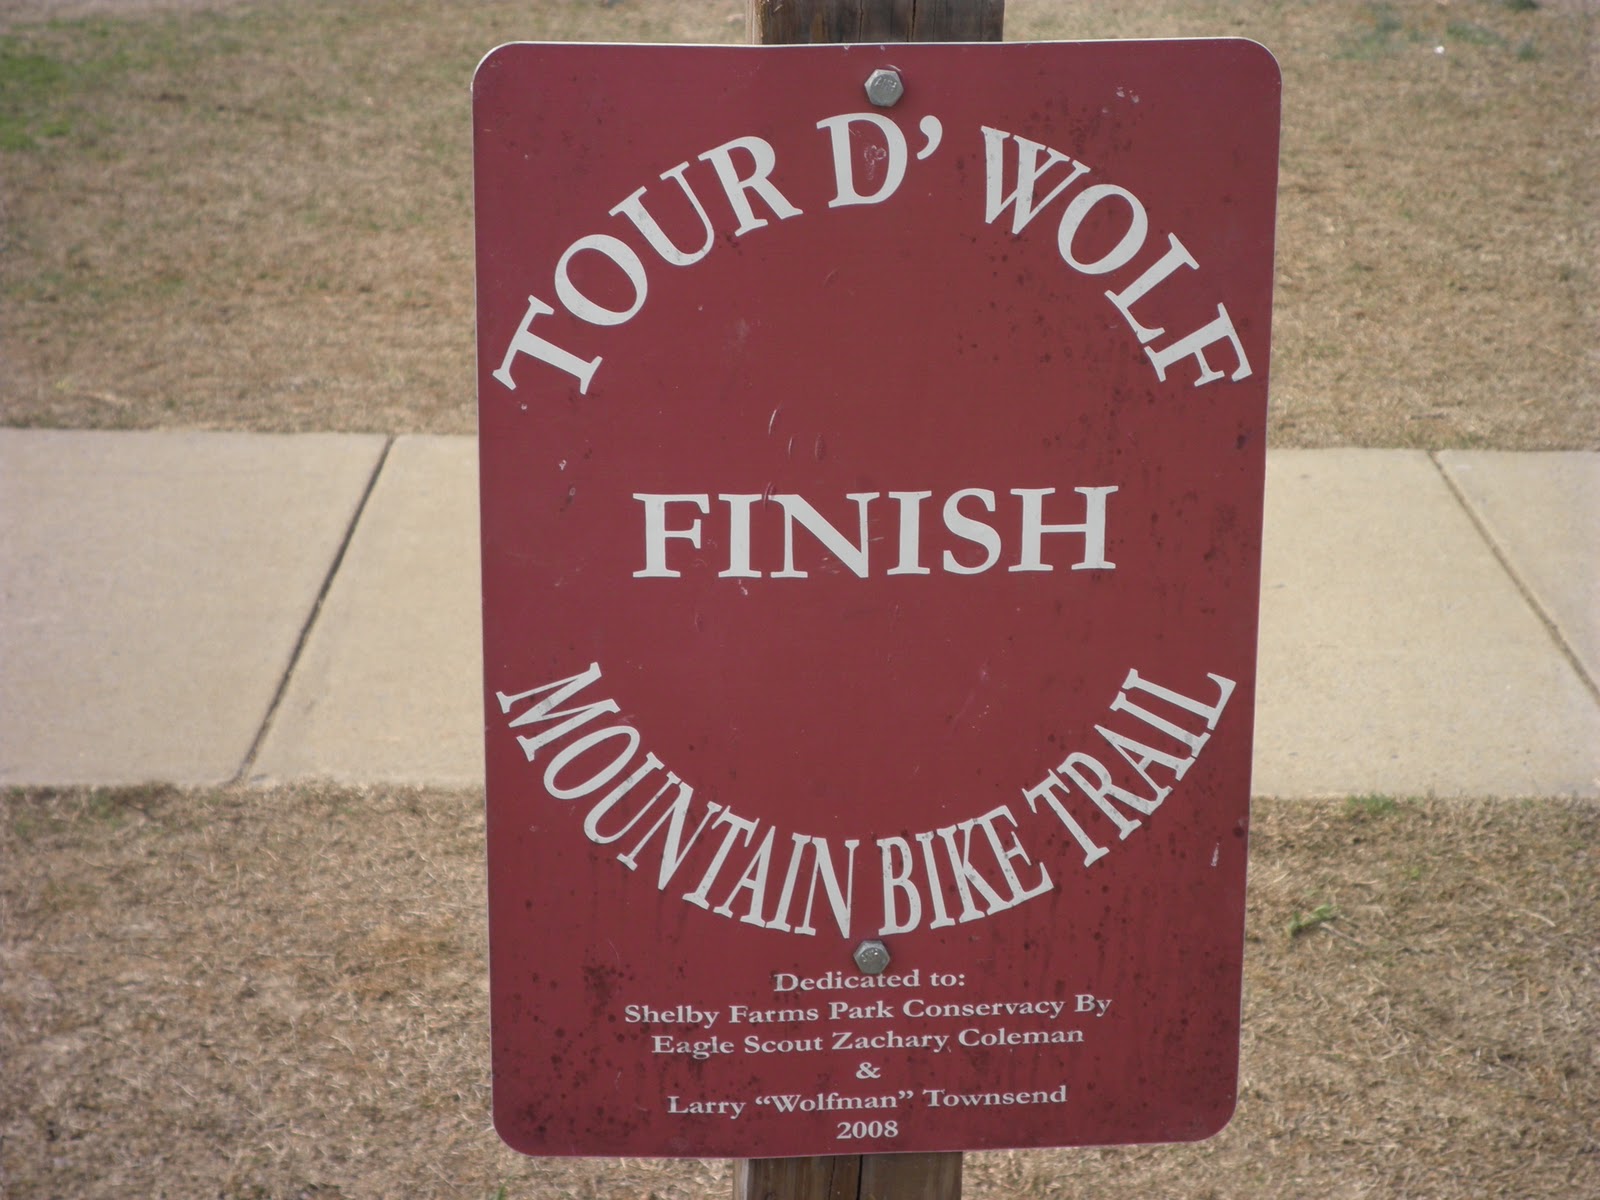 TOUR D' WOLF
FINISH
MOUNTAIN BIKE TRAIL
Dedicated to:
Shelby Farms Park Conservacy By
Eagle Scout Zachary Coleman
&
Larry “Wolfman” Townsend
2008